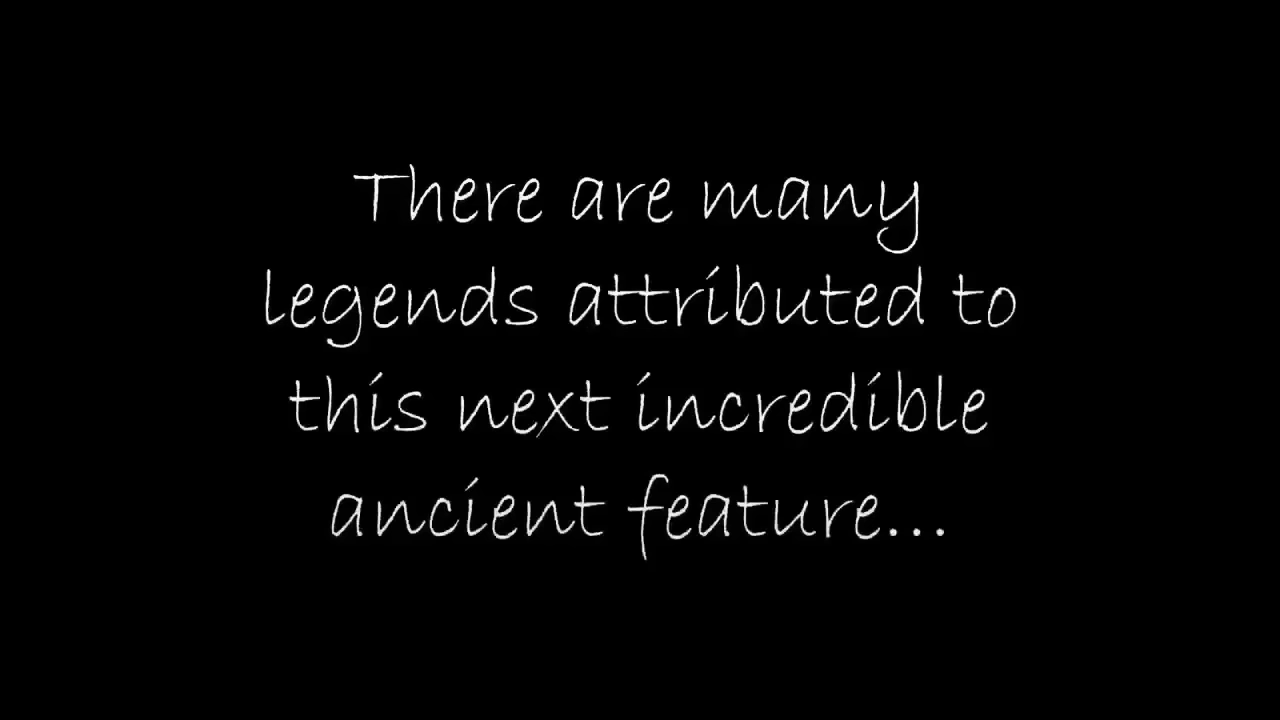 There are many
legends attributed to
this next incredible
ancient feature...